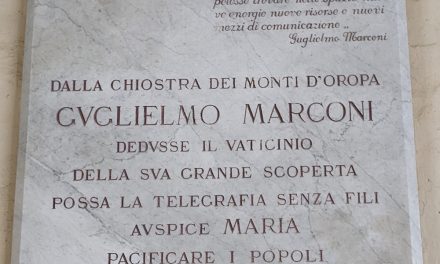 potesse trovare nello spazio nuo-
ve energie nuove risorse e nuovi
mezzi di comunicazione „
Guglielmo Marconi
DALLA CHIOSTRA DEI MONTI D'OROPA
GVGLIELMO MARCONI
DEDVSSE IL VATICINIO
DELLA SVA GRANDE SCOPERTA
POSSA LA TELEGRAFIA SENZA FILI
AVSPICE MARIA
PACIFICARE I POPOLI